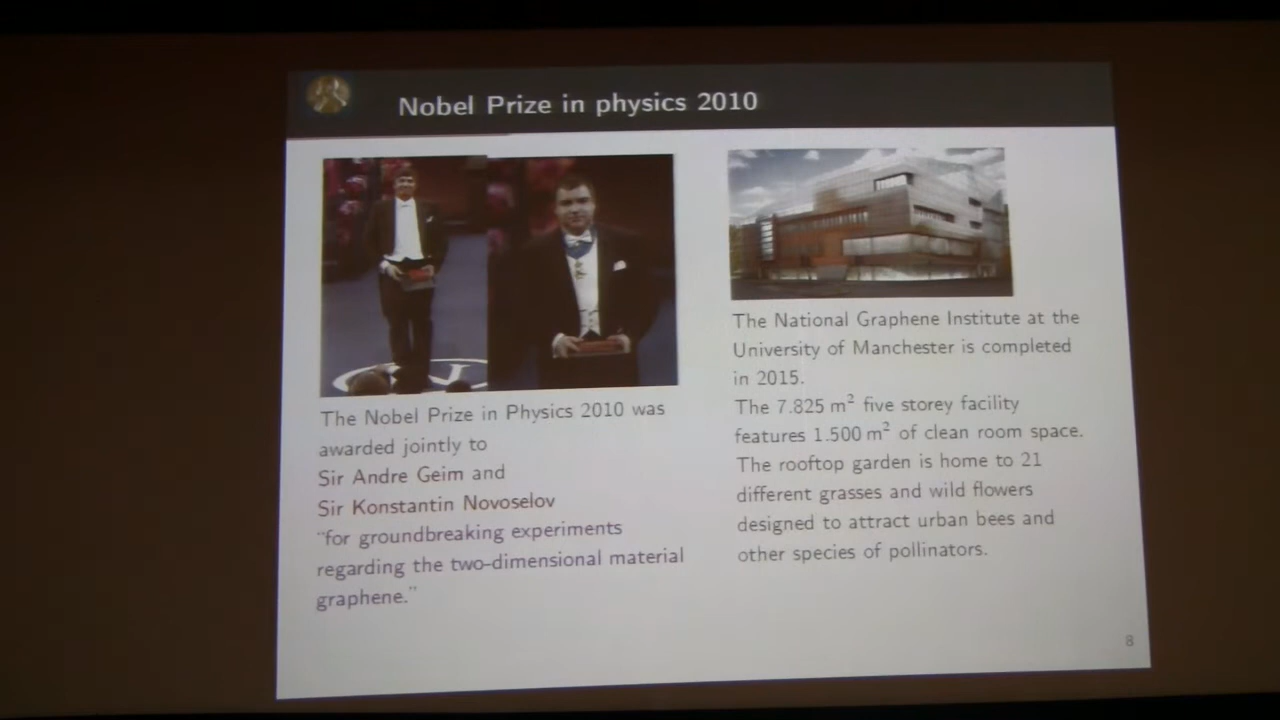 Nobel Prize in physics 2010
The Nobel Prize in Physics 2010 was
awarded jointly to
Sir Andre Geim and
Sir Konstantin Novoselov
"for groundbreaking experiments
regarding the two-dimensional material
graphene."
The National Graphene Institute at the
University of Manchester is completed
in 2015.
The 7.825 m² five storey facility
features 1.500 m² of clean room space.
The rooftop garden is home to 21
different grasses and wild flowers
designed to attract urban bees and
other species of pollinators.
8